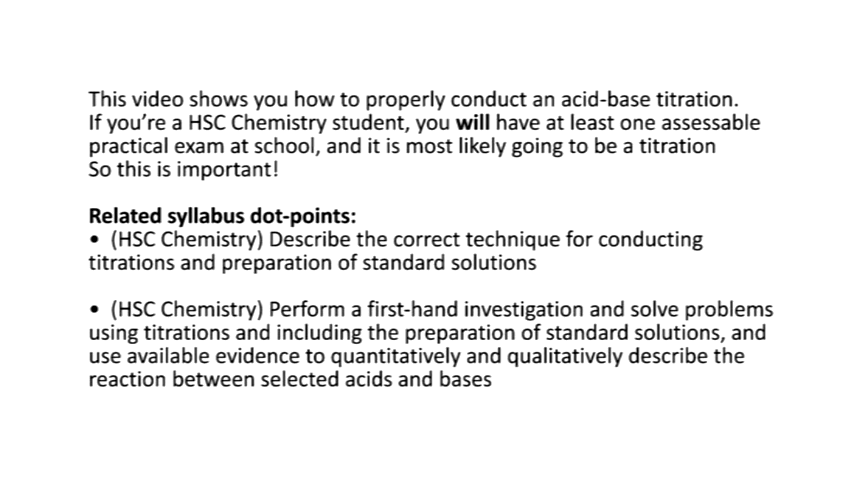 This video shows you how to properly conduct an acid-base titration.
If you’re a HSC Chemistry student, you will have at least one assessable
practical exam at school, and it is most likely going to be a titration
So this is important!
Related syllabus dot-points:
• (HSC Chemistry) Describe the correct technique for conducting
titrations and preparation of standard solutions
• (HSC Chemistry) Perform a first-hand investigation and solve problems
using titrations and including the preparation of standard solutions, and
use available evidence to quantitatively and qualitatively describe the
reaction between selected acids and bases